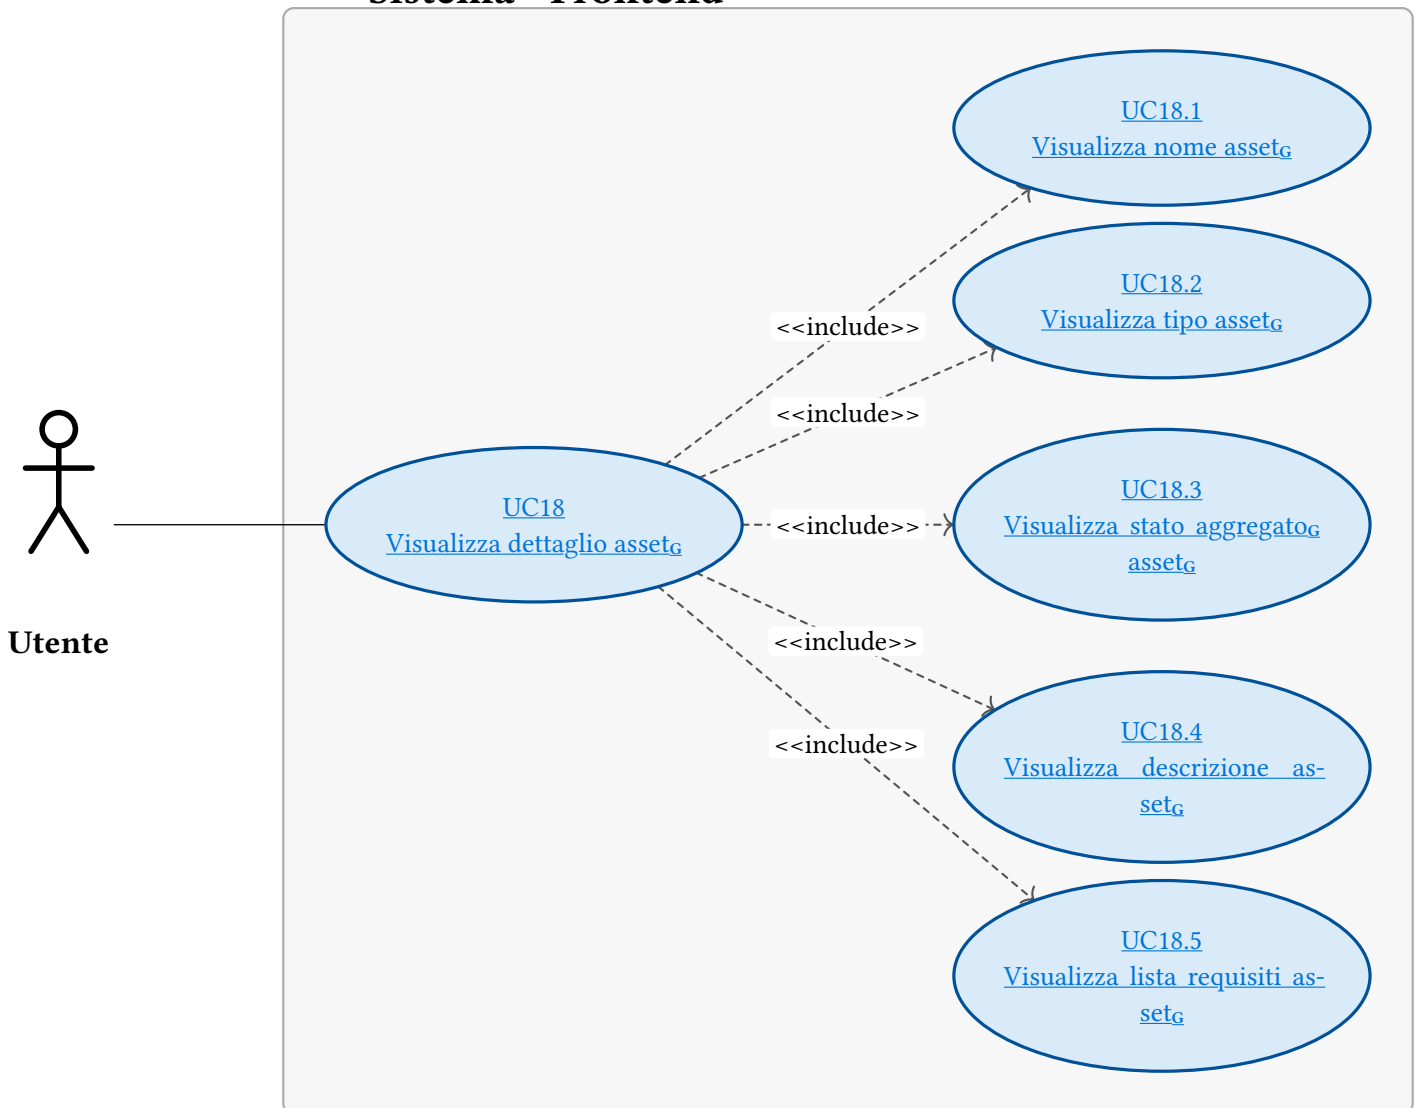 Sistema - Frontend
UC18.1
Visualizza nome assetG
UC18.2
Visualizza tipo assetG
<<include>>
<<include>>
UC18.3
Visualizza stato aggregatoG
assetG
<<include>>
UC18
Visualizza dettaglio assetG
Utente
<<include>>
UC18.4
Visualizza descrizione as-
setG
<<include>>
UC18.5
Visualizza lista requisiti as-
setG